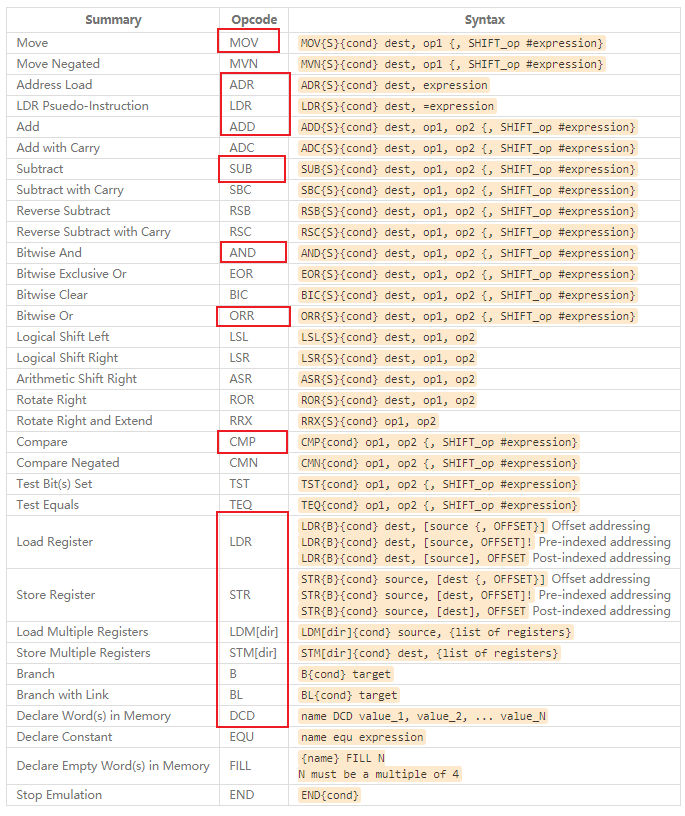 Summary Opcode Syntax
Move MOV MOV{S}{cond} dest, op1 {, SHIFT_op #expression}
Move Negated MVN MVN{S}{cond} dest, op1 {, SHIFT_op #expression}
Address Load ADR ADR{S}{cond} dest, expression
LDR Psuedo-Instruction LDR LDR{S}{cond} dest, =expression
Add ADD ADD{S}{cond} dest, op1, op2 {, SHIFT_op #expression}
Add with Carry ADC ADC{S}{cond} dest, op1, op2 {, SHIFT_op #expression}
Subtract SUB SUB{S}{cond} dest, op1, op2 {, SHIFT_op #expression}
Subtract with Carry SBC SBC{S}{cond} dest, op1, op2 {, SHIFT_op #expression}
Reverse Subtract RSB RSB{S}{cond} dest, op1, op2 {, SHIFT_op #expression}
Reverse Subtract with Carry RSC RSC{S}{cond} dest, op1, op2 {, SHIFT_op #expression}
Bitwise And AND AND{S}{cond} dest, op1, op2 {, SHIFT_op #expression}
Bitwise Exclusive Or EOR EOR{S}{cond} dest, op1, op2 {, SHIFT_op #expression}
Bitwise Clear BIC BIC{S}{cond} dest, op1, op2 {, SHIFT_op #expression}
Bitwise Or ORR ORR{S}{cond} dest, op1, op2 {, SHIFT_op #expression}
Logical Shift Left LSL LSL{S}{cond} dest, op1, op2
Logical Shift Right LSR LSR{S}{cond} dest, op1, op2
Arithmetic Shift Right ASR ASR{S}{cond} dest, op1, op2
Rotate Right ROR ROR{S}{cond} dest, op1, op2
Rotate Right and Extend RRX RRX{S}{cond} op1, op2
Compare CMP CMP{cond} op1, op2 {, SHIFT_op #expression}
Compare Negated CMN CMN{cond} op1, op2 {, SHIFT_op #expression}
Test Bit(s) Set TST TST{cond} op1, op2 {, SHIFT_op #expression}
Test Equals TEQ TEQ{cond} op1, op2 {, SHIFT_op #expression}
LDR{B}{cond} dest, [source {, OFFSET}] Offset addressing
Load Register LDR LDR{B}{cond} dest, [source, OFFSET]! Pre-indexed addressing
LDR{B}{cond} dest, [source], OFFSET Post-indexed addressing
STR{B}{cond} source, [dest {, OFFSET}] Offset addressing
Store Register STR STR{B}{cond} source, [dest, OFFSET]! Pre-indexed addressing
STR{B}{cond} source, [dest], OFFSET Post-indexed addressing
Load Multiple Registers LDM[dir] LDM[dir]{cond} source, {list of registers}
Store Multiple Registers STM[dir] STM[dir]{cond} dest, {list of registers}
Branch B B{cond} target
Branch with Link BL BL{cond} target
Declare Word(s) in Memory DCD name DCD value_1, value_2, ... value_N
Declare Constant EQU name equ expression
{name} FILL N
Declare Empty Word(s) in Memory FILL N must be a multiple of 4
Stop Emulation END END{cond}